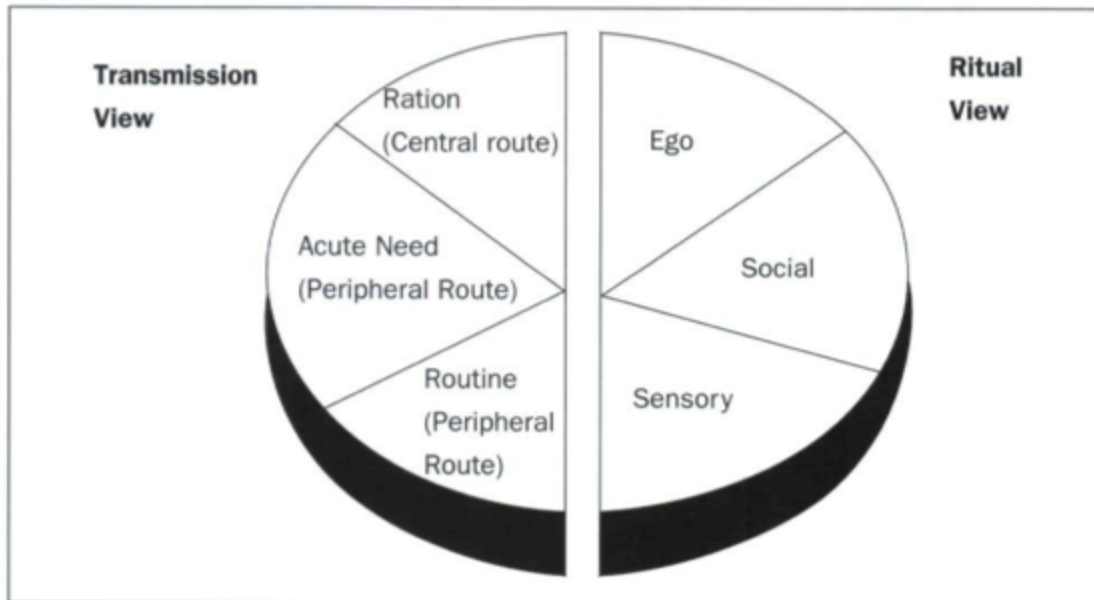 Transmission
View
Ration
(Central route)
Acute Need
(Peripheral Route)
Routine
(Peripheral
Route)
Ritual
View
Ego
Social
Sensory